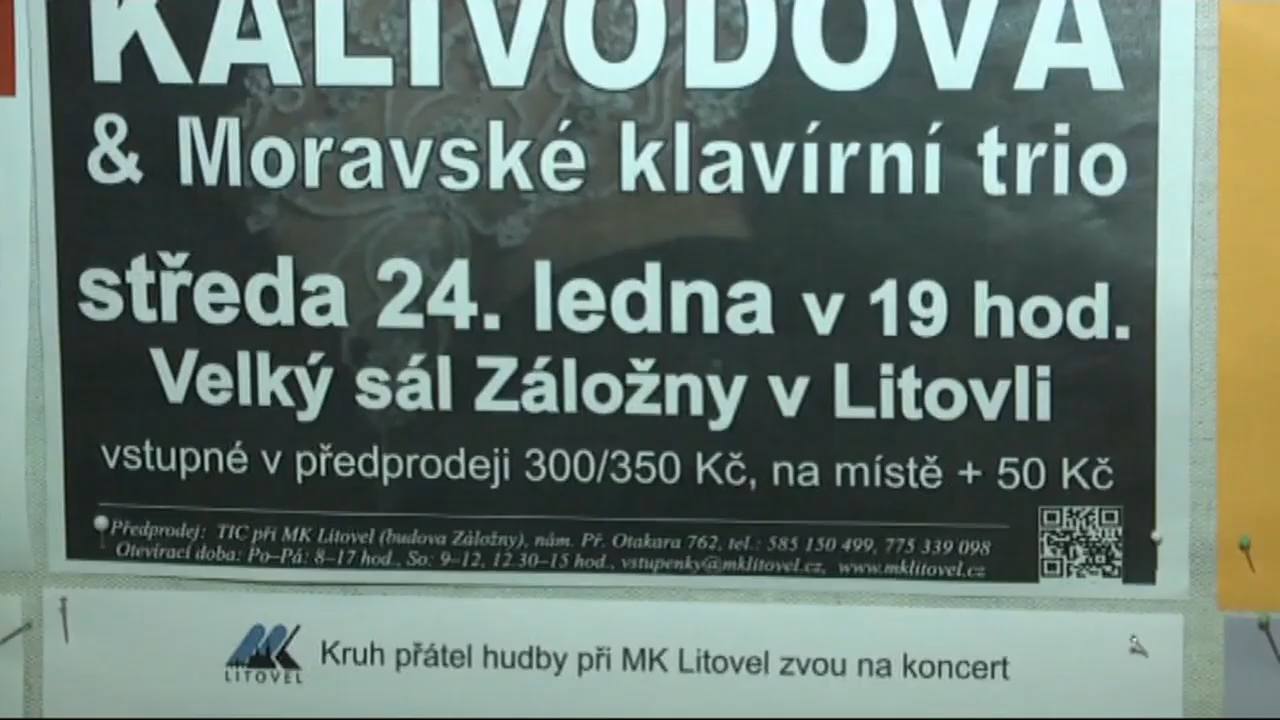 KALIVODOVÁ
& Moravské klavírní trio
středa 24. ledna v 19 hod.
Velký sál Záložny v Litovli
vstupné v předprodeji 300/350 Kč, na místě + 50 Kč
Předprodej: TIC při MK Litovel (budova Záložny), nám. Př. Otakara 762, tel.: 585 150 499, 775 339 098
Otevírací doba: Po–Pá: 8–17 hod., So: 9–12, 12.30–15 hod., vstupenky@mklitovel.cz, www.mklitovel.cz
LITOVEL
Kruh přátel hudby při MK Litovel zvou na koncert